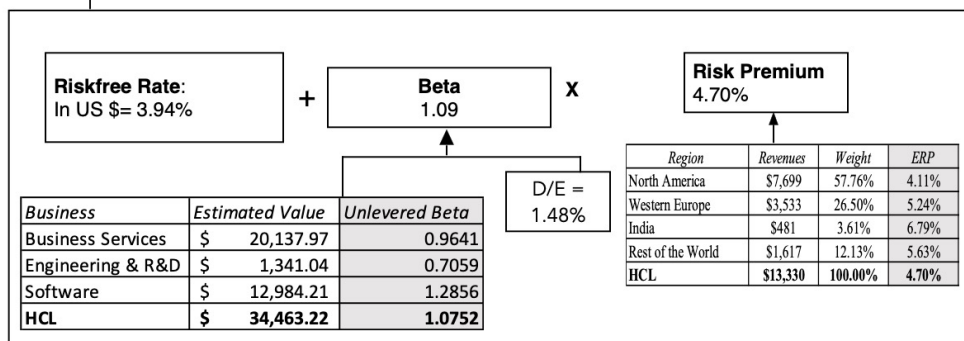 Riskfree Rate:
In US $= 3.94%
+
Beta
1.09
X
Risk Premium
4.70%
D/E =
1.48%
Business Estimated Value Unlevered Beta
Business Services $ 20,137.97 0.9641
Engineering & R&D $ 1,341.04 0.7059
Software $ 12,984.21 1.2856
HCL $ 34,463.22 1.0752
Region Revenues Weight ERP
North America $7,699 57.76% 4.11%
Western Europe $3,533 26.50% 5.24%
India $481 3.61% 6.79%
Rest of the World $1,617 12.13% 5.63%
HCL $13,330 100.00% 4.70%